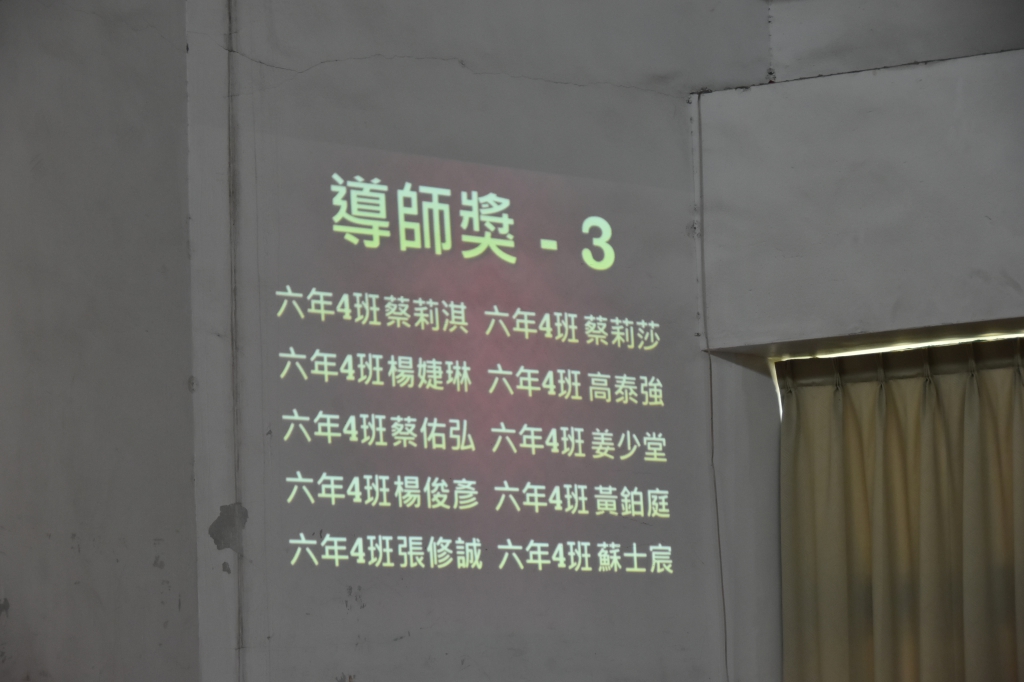 導師獎 - 3
六年4班蔡莉淇 六年4班蔡莉莎
六年4班楊婕琳 六年4班高泰強
六年4班蔡佑弘 六年4班姜少堂
六年4班楊俊彥 六年4班黃鉑庭
六年4班張修誠 六年4班蘇士宸